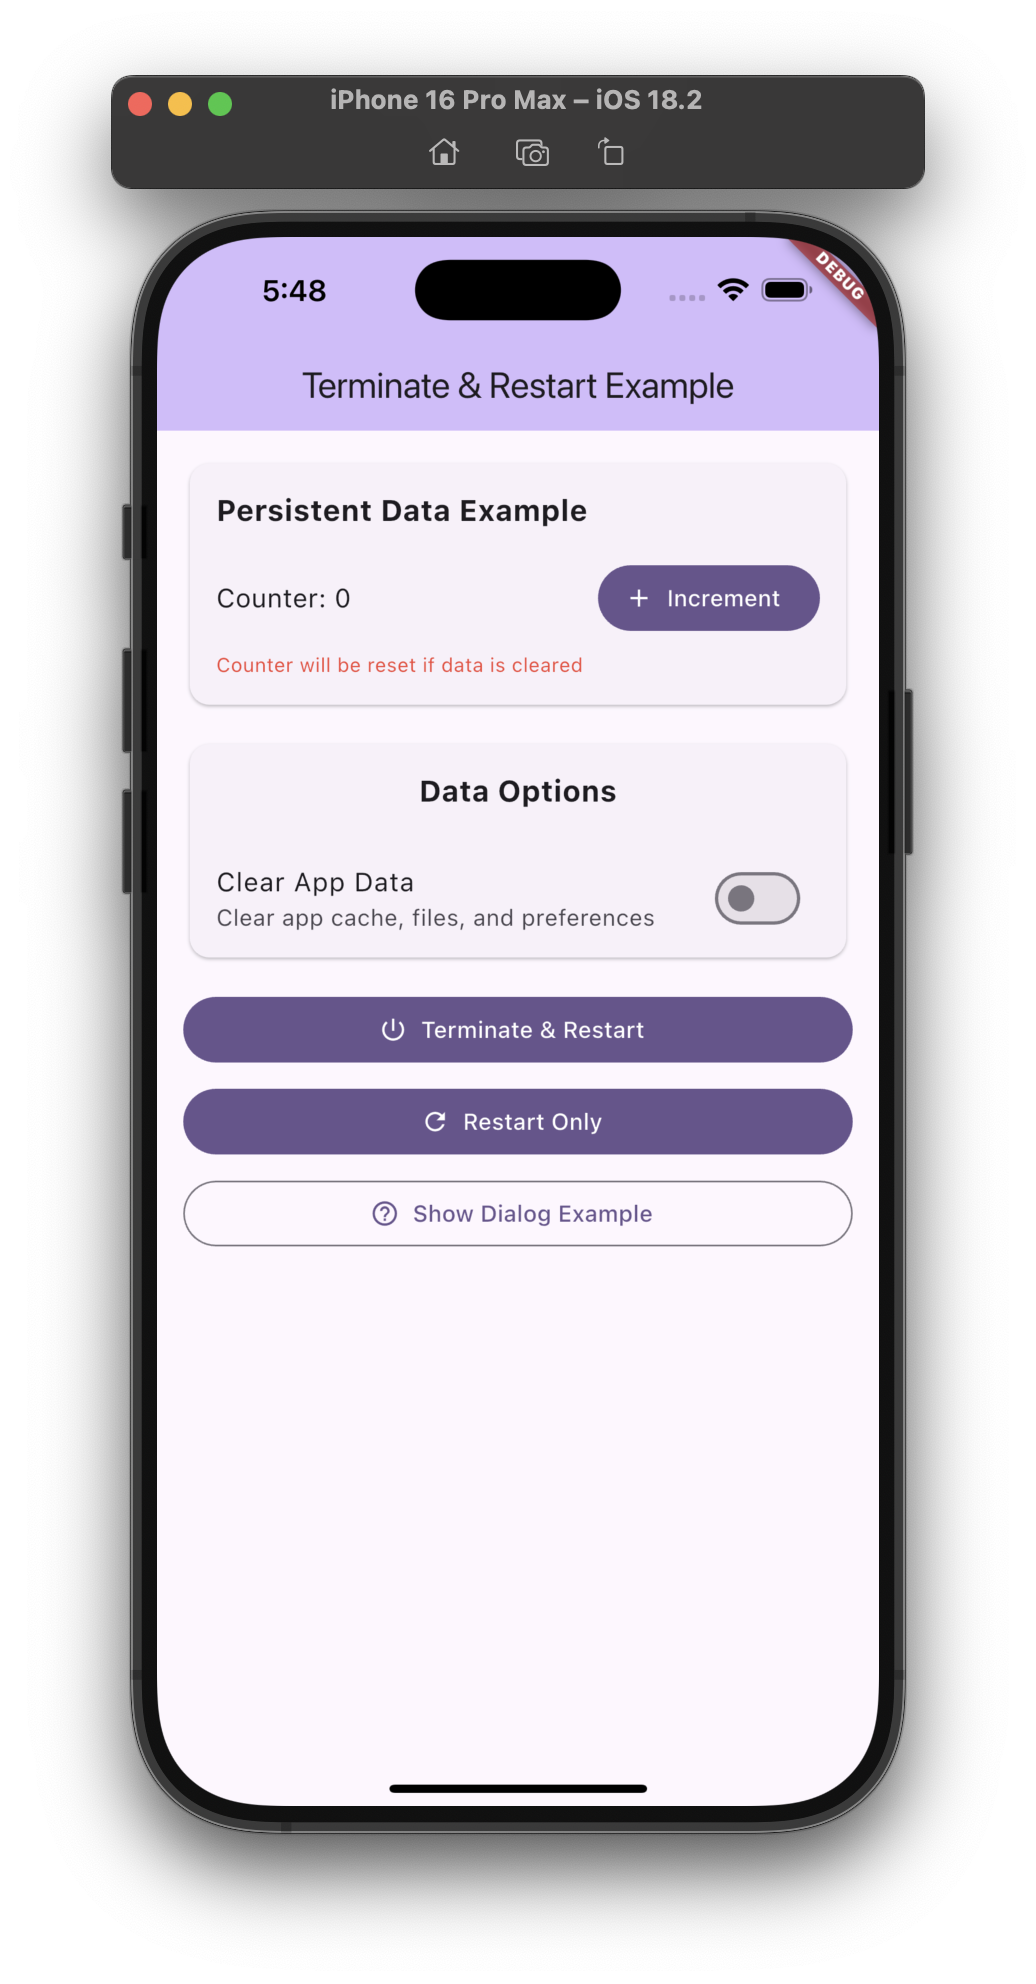 iPhone 16 Pro Max – iOS 18.2
5:48
DEBUG
Terminate & Restart Example
Persistent Data Example
Counter: 0
+ Increment
Counter will be reset if data is cleared
Data Options
Clear App Data
Clear app cache, files, and preferences
Terminate & Restart
Restart Only
Show Dialog Example